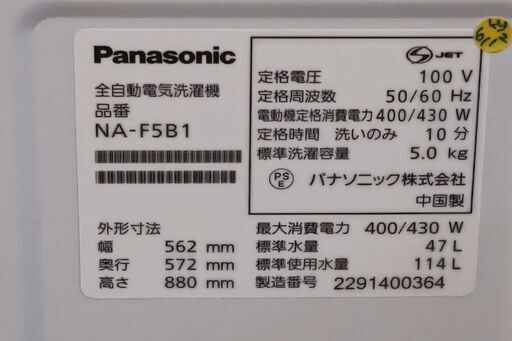 Panasonic
全自動電気洗濯機
品番
NA-F5B1
外形寸法
幅 562 mm
奥行 572 mm
高さ 880 mm
S JET
定格電圧 100 V
定格周波数 50/60 Hz
電動機定格消費電力 400/430 W
定格時間 洗いのみ 10 分
標準洗濯容量 5.0 kg
PS E パナソニック株式会社
中国製
最大消費電力 400/430 W
標準水量 47 L
標準使用水量 114 L
製造番号 2291400364